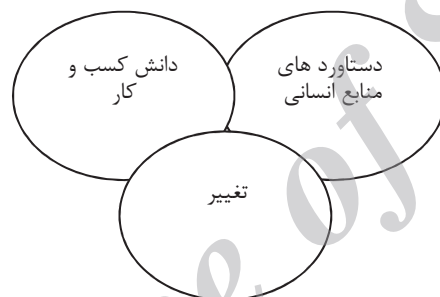 دستاورد های
منابع انسانی
دانش کسب و
کار
تغییر